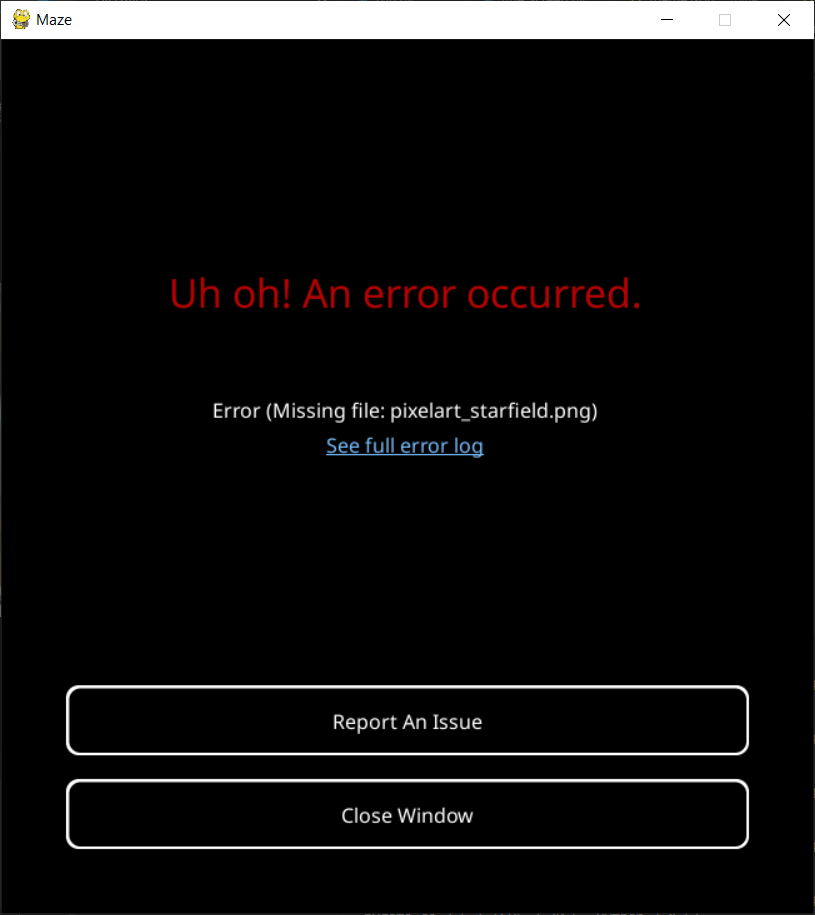 Maze
Uh oh! An error occurred.
Error (Missing file: pixelart_starfield.png)
See full error log
Report An Issue
Close Window